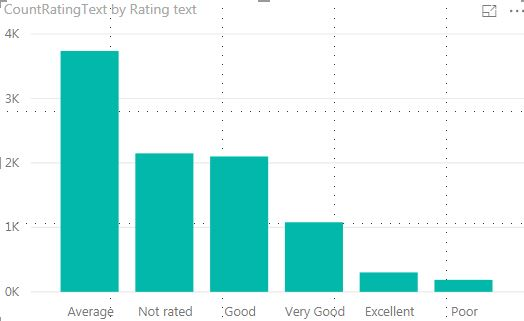 CountRatingText by Rating text
4K
3K
2K
1K
0K
Average Not rated Good Very Good Excellent Poor